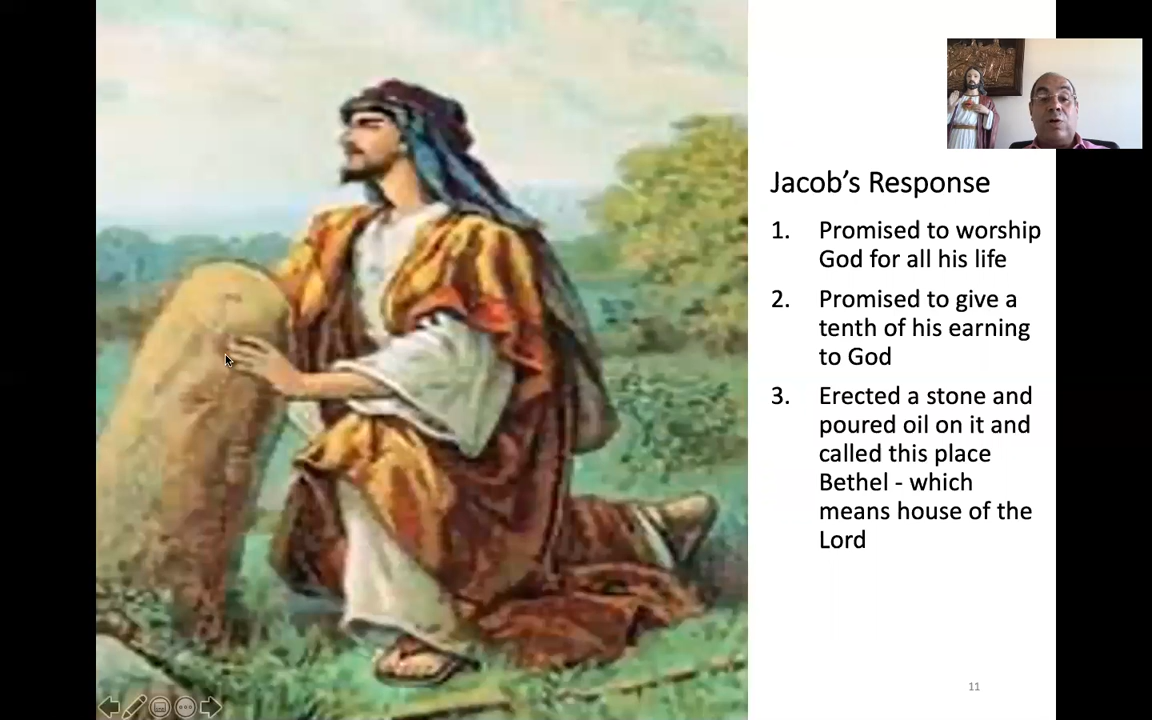 Jacob's Response
1. Promised to worship
God for all his life
2. Promised to give a
tenth of his earning
to God
3. Erected a stone and
poured oil on it and
called this place
Bethel - which
means house of the
Lord
11